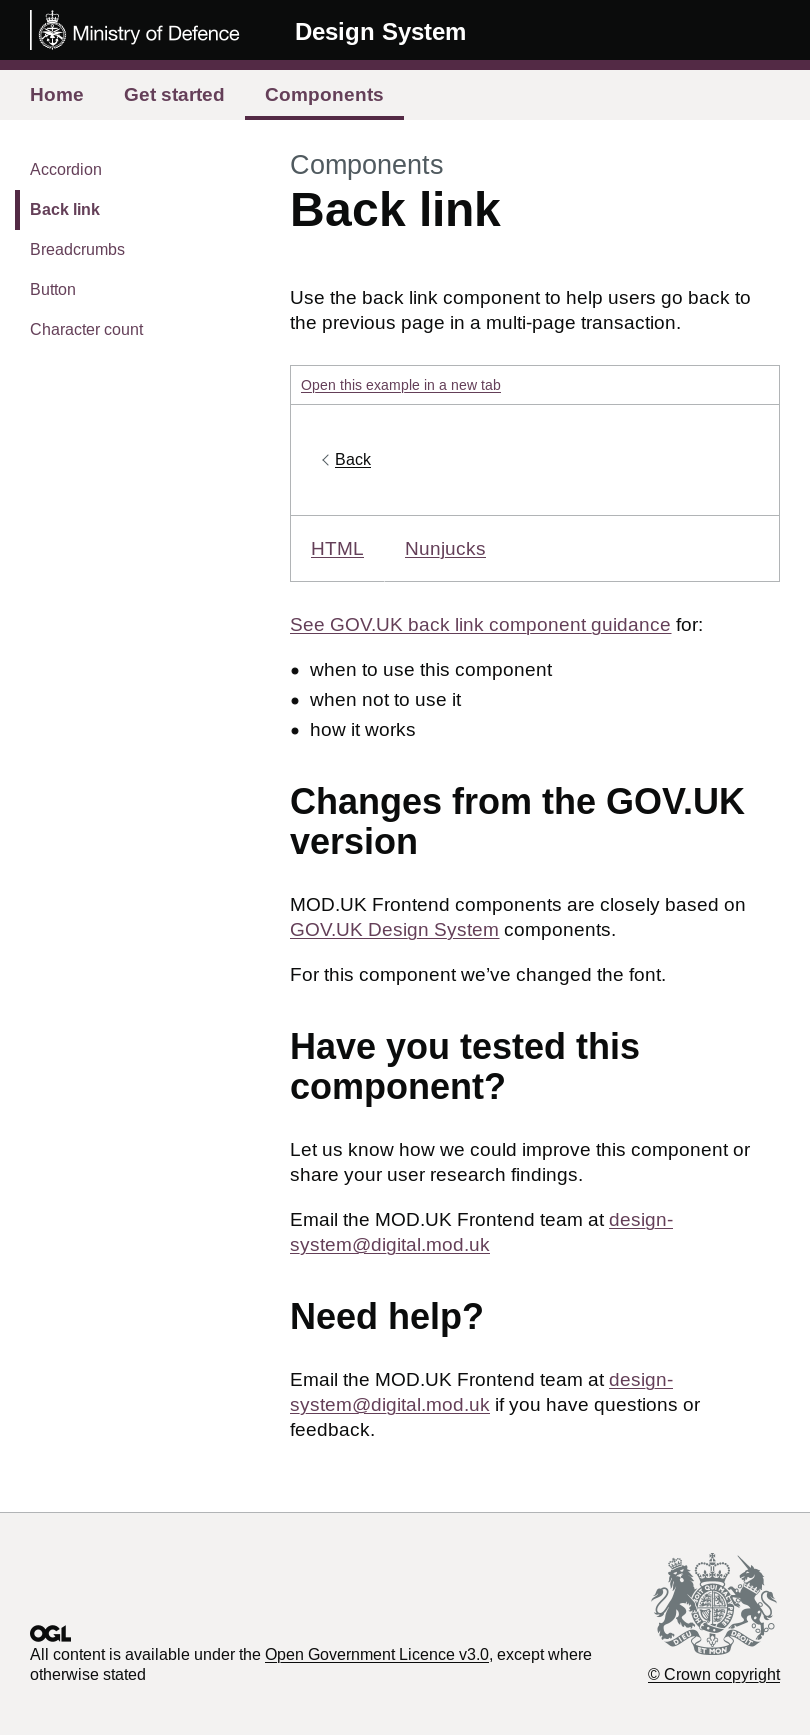 Ministry of Defence
Design System
Home Get started Components
Accordion
Back link
Breadcrumbs
Button
Character count
Components
Back link
Use the back link component to help users go back to
the previous page in a multi-page transaction.
Open this example in a new tab
Back
HTML Nunjucks
See GOV.UK back link component guidance for:
• when to use this component
• when not to use it
• how it works
Changes from the GOV.UK
version
MOD.UK Frontend components are closely based on
GOV.UK Design System components.
For this component we’ve changed the font.
Have you tested this
component?
Let us know how we could improve this component or
share your user research findings.
Email the MOD.UK Frontend team at design-
system@digital.mod.uk
Need help?
Email the MOD.UK Frontend team at design-
system@digital.mod.uk if you have questions or
feedback.
OGL
All content is available under the Open Government Licence v3.0, except where
otherwise stated
DIEU ET MON DROIT
© Crown copyright